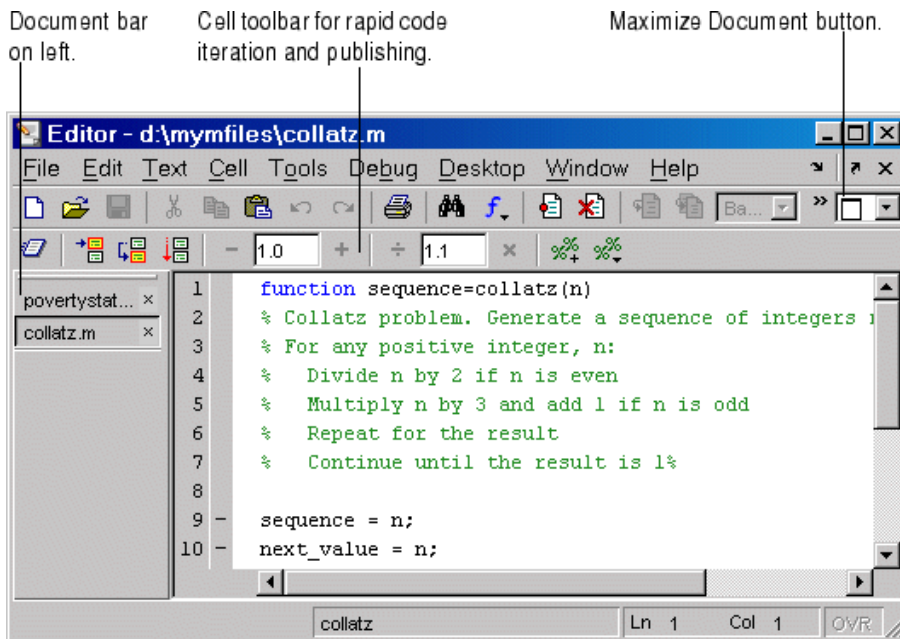 Document bar
on left.
Cell toolbar for rapid code
iteration and publishing.
Maximize Document button.
Editor - d:\mymfiles\collatz.m
File Edit Text Cell Tools Debug Desktop Window Help
Ba...
1.0
1.1
povertystat...
collatz.m
1 function sequence=collatz(n)
2 % Collatz problem. Generate a sequence of integers
3 % For any positive integer, n:
4 %   Divide n by 2 if n is even
5 %   Multiply n by 3 and add 1 if n is odd
6 %   Repeat for the result
7 %   Continue until the result is 1%
8
9 – sequence = n;
10 – next_value = n;
collatz
Ln 1 Col 1 OVR